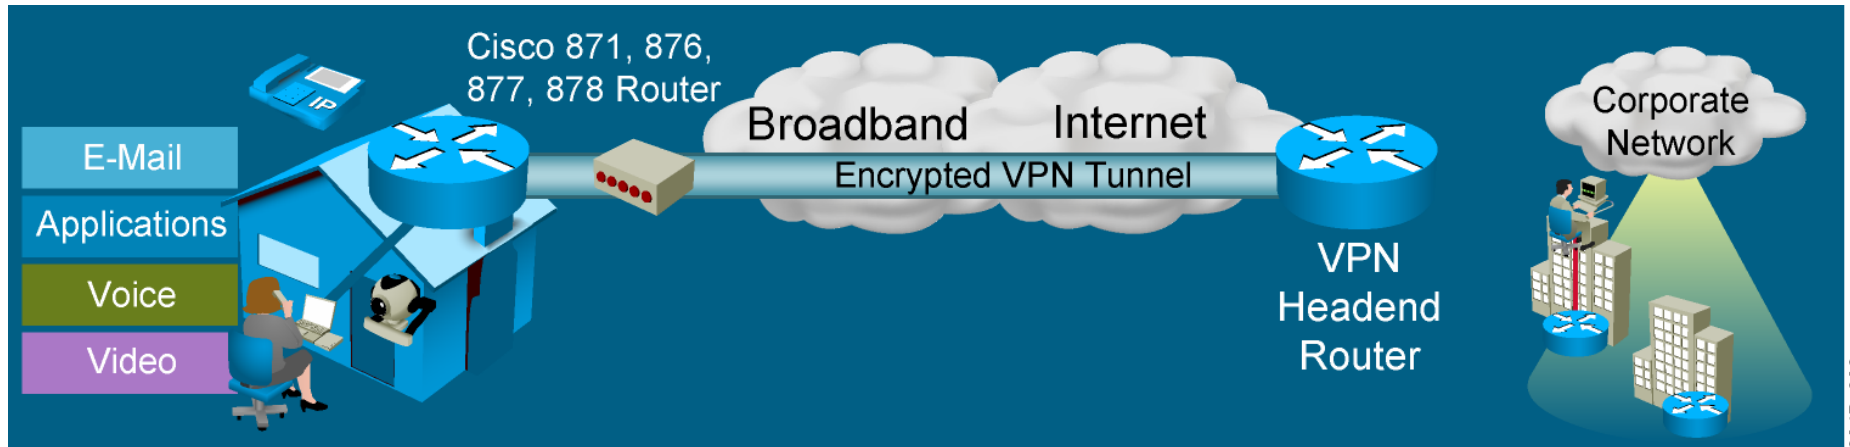 Cisco 871, 876,
877, 878 Router
IP
E-Mail
Applications
Voice
Video
Broadband
Internet
Encrypted VPN Tunnel
VPN
Headend
Router
Corporate
Network